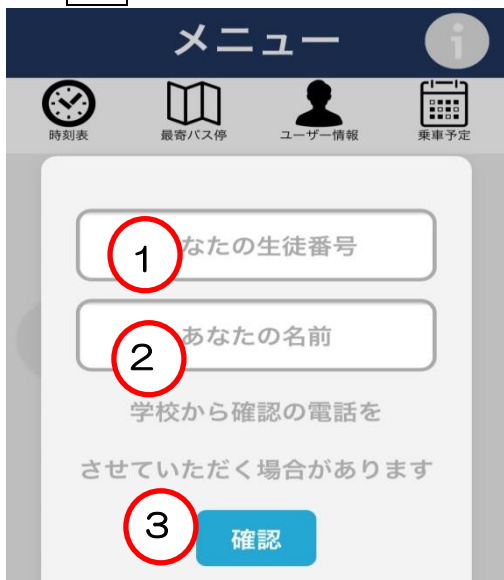 メニュー
i
時刻表
最寄バス停
ユーザー情報
乗車予定
1
なたの生徒番号
2
あなたの名前
学校から確認の電話を
させていただく場合があります
3
確認